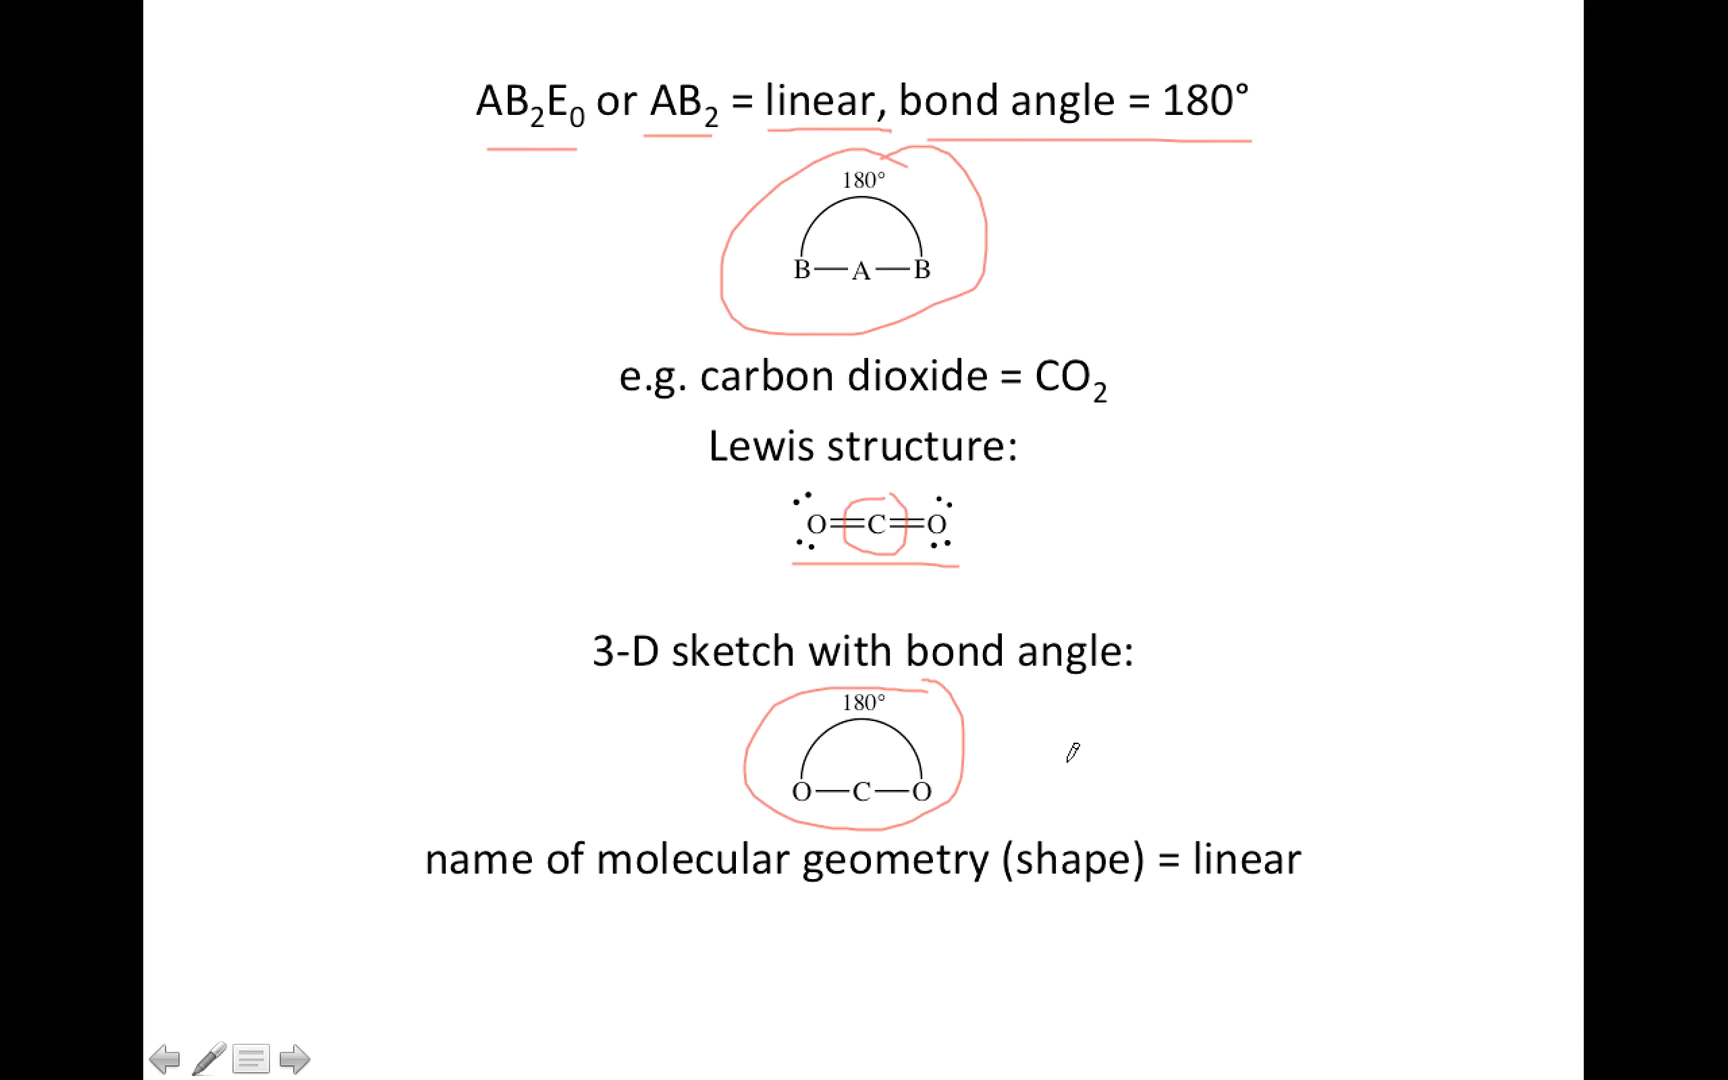 AB₂E₀ or AB₂ = linear, bond angle = 180°
180°
B—A—B
e.g. carbon dioxide = CO₂
Lewis structure:
O=C=O
3-D sketch with bond angle:
180°
O—C—O
name of molecular geometry (shape) = linear